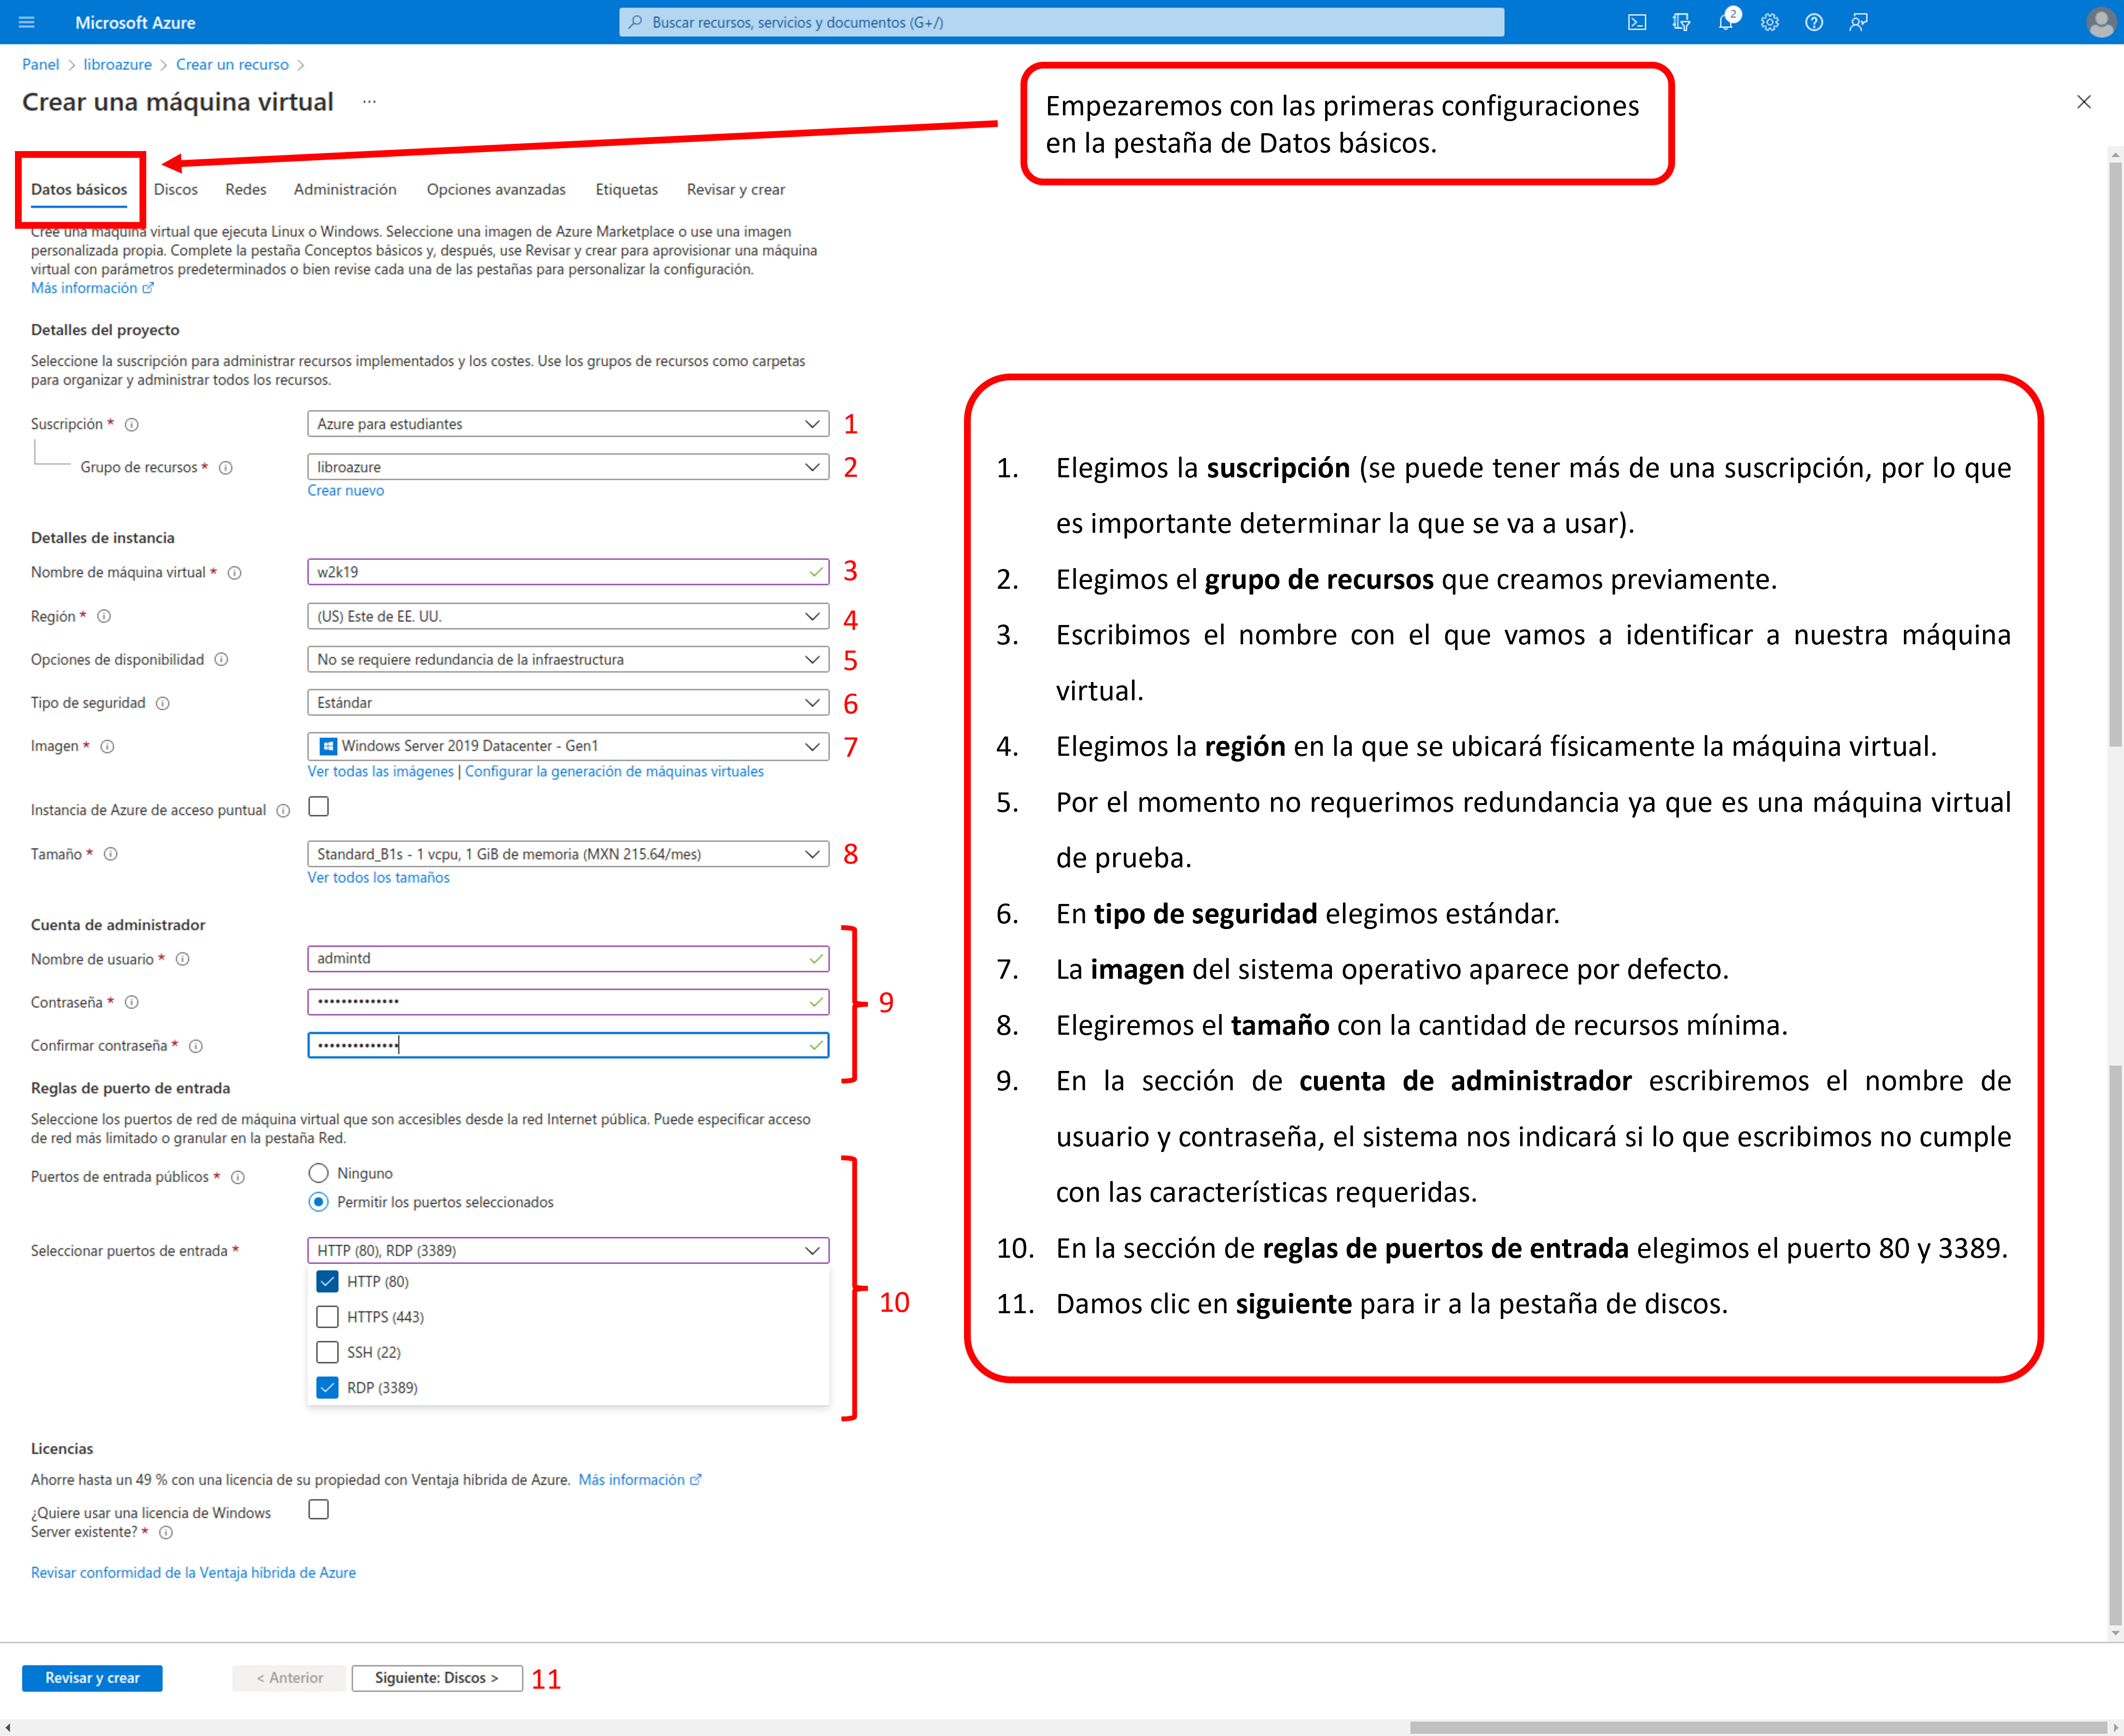 Microsoft Azure
Buscar recursos, servicios y documentos (G+/)
2
Panel > libroazure > Crear un recurso >
Crear una máquina virtual ...
Empezaremos con las primeras configuraciones
en la pestaña de Datos básicos.
Datos básicos Discos Redes Administración Opciones avanzadas Etiquetas Revisar y crear
Cree una máquina virtual que ejecuta Linux o Windows. Seleccione una imagen de Azure Marketplace o use una imagen
personalizada propia. Complete la pestaña Conceptos básicos y, después, use Revisar y crear para aprovisionar una máquina
virtual con parámetros predeterminados o bien revise cada una de las pestañas para personalizar la configuración.
Más información
Detalles del proyecto
Seleccione la suscripción para administrar recursos implementados y los costes. Use los grupos de recursos como carpetas
para organizar y administrar todos los recursos.
Suscripción * Azure para estudiantes 1
Grupo de recursos * libroazure 2
Crear nuevo
Detalles de instancia
Nombre de máquina virtual * w2k19 3
Región * (US) Este de EE. UU. 4
Opciones de disponibilidad No se requiere redundancia de la infraestructura 5
Tipo de seguridad Estándar 6
Imagen * Windows Server 2019 Datacenter - Gen1 7
Ver todas las imágenes | Configurar la generación de máquinas virtuales
Instancia de Azure de acceso puntual
Tamaño * Standard_B1s - 1 vcpu, 1 GiB de memoria (MXN 215.64/mes) 8
Ver todos los tamaños
Cuenta de administrador
Nombre de usuario * admintd
Contraseña * ••••••••••••••
9
Confirmar contraseña * ••••••••••••••
Reglas de puerto de entrada
Seleccione los puertos de red de máquina virtual que son accesibles desde la red Internet pública. Puede especificar acceso
de red más limitado o granular en la pestaña Red.
Puertos de entrada públicos * Ninguno
Permitir los puertos seleccionados
Seleccionar puertos de entrada * HTTP (80), RDP (3389)
HTTP (80)
10
HTTPS (443)
SSH (22)
RDP (3389)
Licencias
Ahorre hasta un 49 % con una licencia de su propiedad con Ventaja híbrida de Azure. Más información
¿Quiere usar una licencia de Windows
Server existente? *
Revisar conformidad de la Ventaja híbrida de Azure
Revisar y crear < Anterior Siguiente: Discos > 11
1. Elegimos la suscripción (se puede tener más de una suscripción, por lo que
es importante determinar la que se va a usar).
2. Elegimos el grupo de recursos que creamos previamente.
3. Escribimos el nombre con el que vamos a identificar a nuestra máquina
virtual.
4. Elegimos la región en la que se ubicará físicamente la máquina virtual.
5. Por el momento no requerimos redundancia ya que es una máquina virtual
de prueba.
6. En tipo de seguridad elegimos estándar.
7. La imagen del sistema operativo aparece por defecto.
8. Elegiremos el tamaño con la cantidad de recursos mínima.
9. En la sección de cuenta de administrador escribiremos el nombre de
usuario y contraseña, el sistema nos indicará si lo que escribimos no cumple
con las características requeridas.
10. En la sección de reglas de puertos de entrada elegimos el puerto 80 y 3389.
11. Damos clic en siguiente para ir a la pestaña de discos.